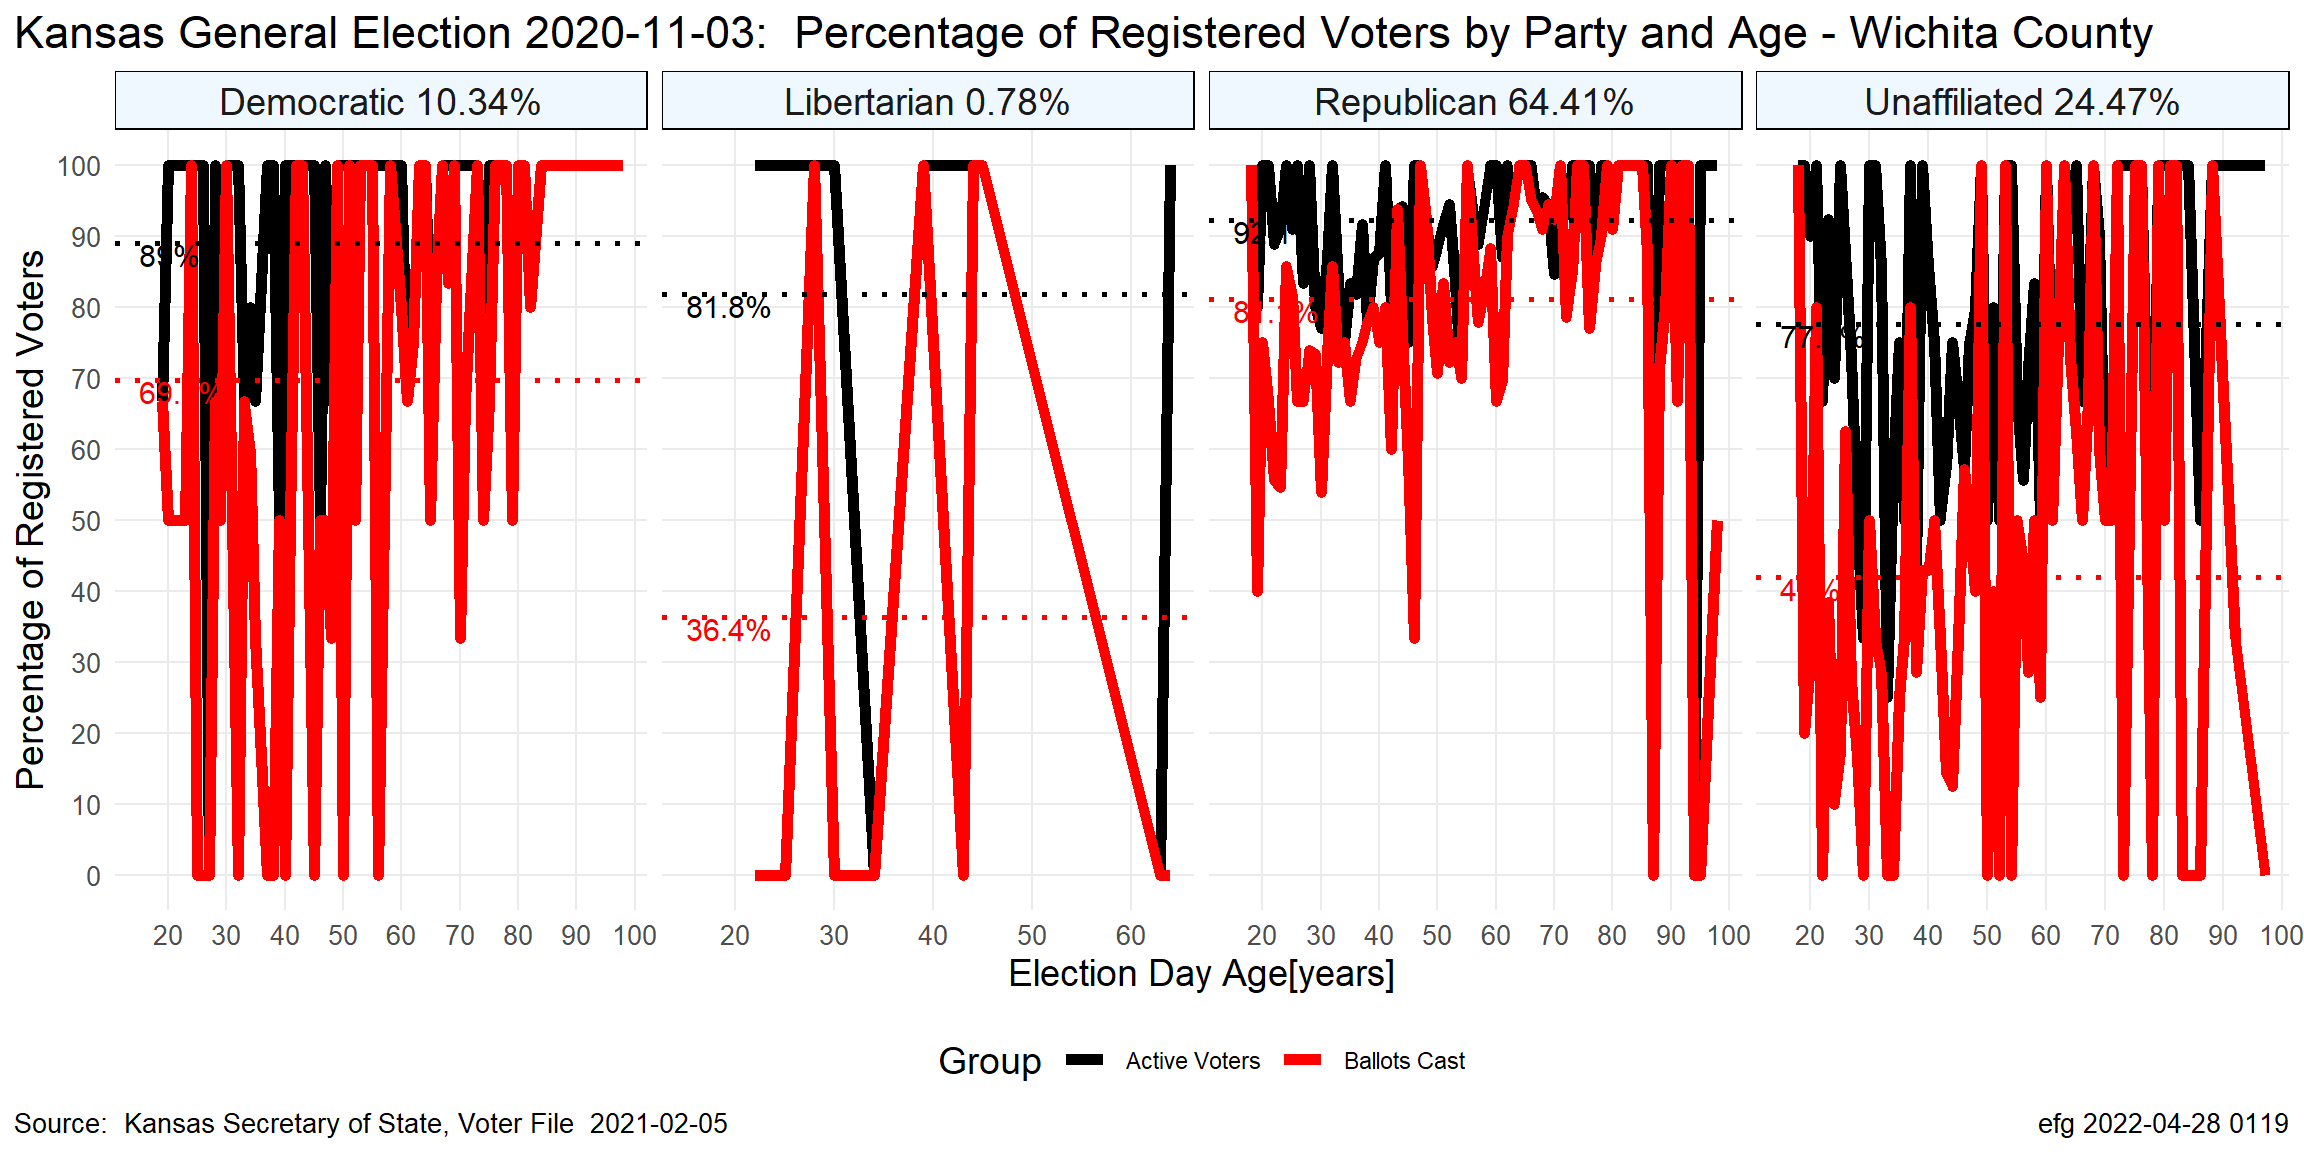 Kansas General Election 2020-11-03:  Percentage of Registered Voters by Party and Age - Wichita County
Democratic 10.34%
Libertarian 0.78%
Republican 64.41%
Unaffiliated 24.47%
Percentage of Registered Voters
100
90
80
70
60
50
40
30
20
10
0
89%
81.8%
36.4%
20 30 40 50 60 70 80 90 100
20 30 40 50 60
20 30 40 50 60 70 80 90 100
20 30 40 50 60 70 80 90 100
Election Day Age[years]
Group Active Voters Ballots Cast
Source:  Kansas Secretary of State, Voter File  2021-02-05
efg 2022-04-28 0119